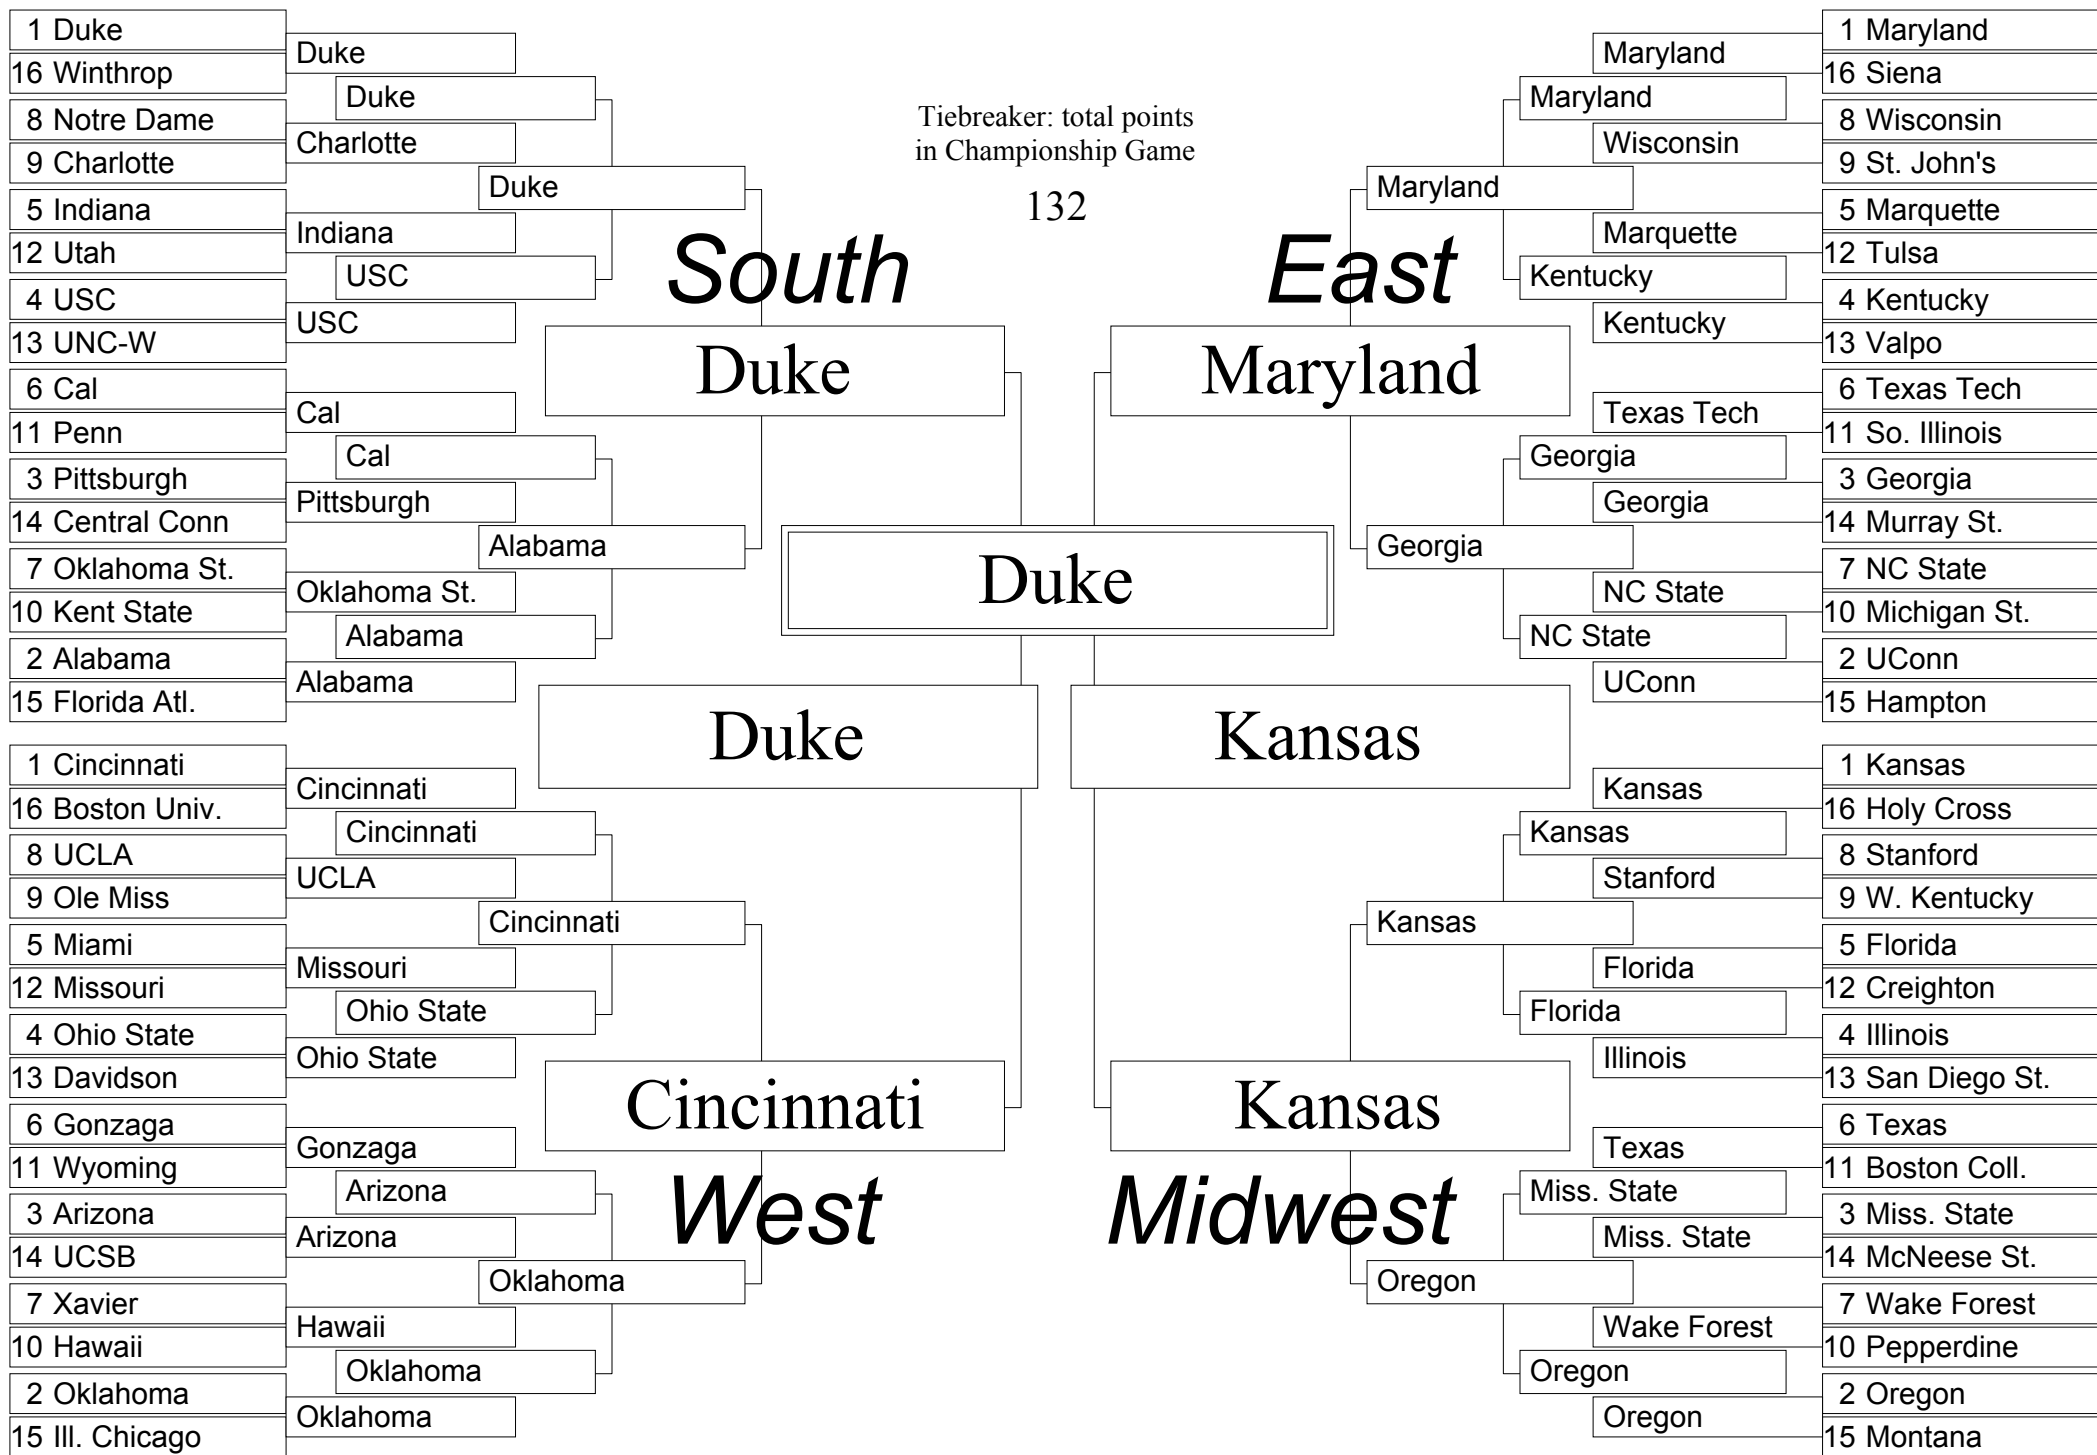 1 Duke
16 Winthrop
8 Notre Dame
9 Charlotte
5 Indiana
12 Utah
4 USC
13 UNC-W
6 Cal
11 Penn
3 Pittsburgh
14 Central Conn
7 Oklahoma St.
10 Kent State
2 Alabama
15 Florida Atl.
Duke
Charlotte
Indiana
USC
Cal
Pittsburgh
Oklahoma St.
Alabama
Duke
USC
Cal
Alabama
Duke
Alabama
South
Duke
1 Cincinnati
16 Boston Univ.
8 UCLA
9 Ole Miss
5 Miami
12 Missouri
4 Ohio State
13 Davidson
6 Gonzaga
11 Wyoming
3 Arizona
14 UCSB
7 Xavier
10 Hawaii
2 Oklahoma
15 Ill. Chicago
Cincinnati
UCLA
Missouri
Ohio State
Gonzaga
Arizona
Hawaii
Oklahoma
Cincinnati
Ohio State
Arizona
Oklahoma
Cincinnati
Oklahoma
Cincinnati
West
Tiebreaker: total points
in Championship Game
132
Duke
Duke
Kansas
East
Maryland
Maryland
Georgia
Maryland
Kentucky
Georgia
NC State
Maryland
Wisconsin
Marquette
Kentucky
Texas Tech
Georgia
NC State
UConn
1 Maryland
16 Siena
8 Wisconsin
9 St. John's
5 Marquette
12 Tulsa
4 Kentucky
13 Valpo
6 Texas Tech
11 So. Illinois
3 Georgia
14 Murray St.
7 NC State
10 Michigan St.
2 UConn
15 Hampton
Kansas
Midwest
Kansas
Oregon
Kansas
Florida
Miss. State
Oregon
Kansas
Stanford
Florida
Illinois
Texas
Miss. State
Wake Forest
Oregon
1 Kansas
16 Holy Cross
8 Stanford
9 W. Kentucky
5 Florida
12 Creighton
4 Illinois
13 San Diego St.
6 Texas
11 Boston Coll.
3 Miss. State
14 McNeese St.
7 Wake Forest
10 Pepperdine
2 Oregon
15 Montana